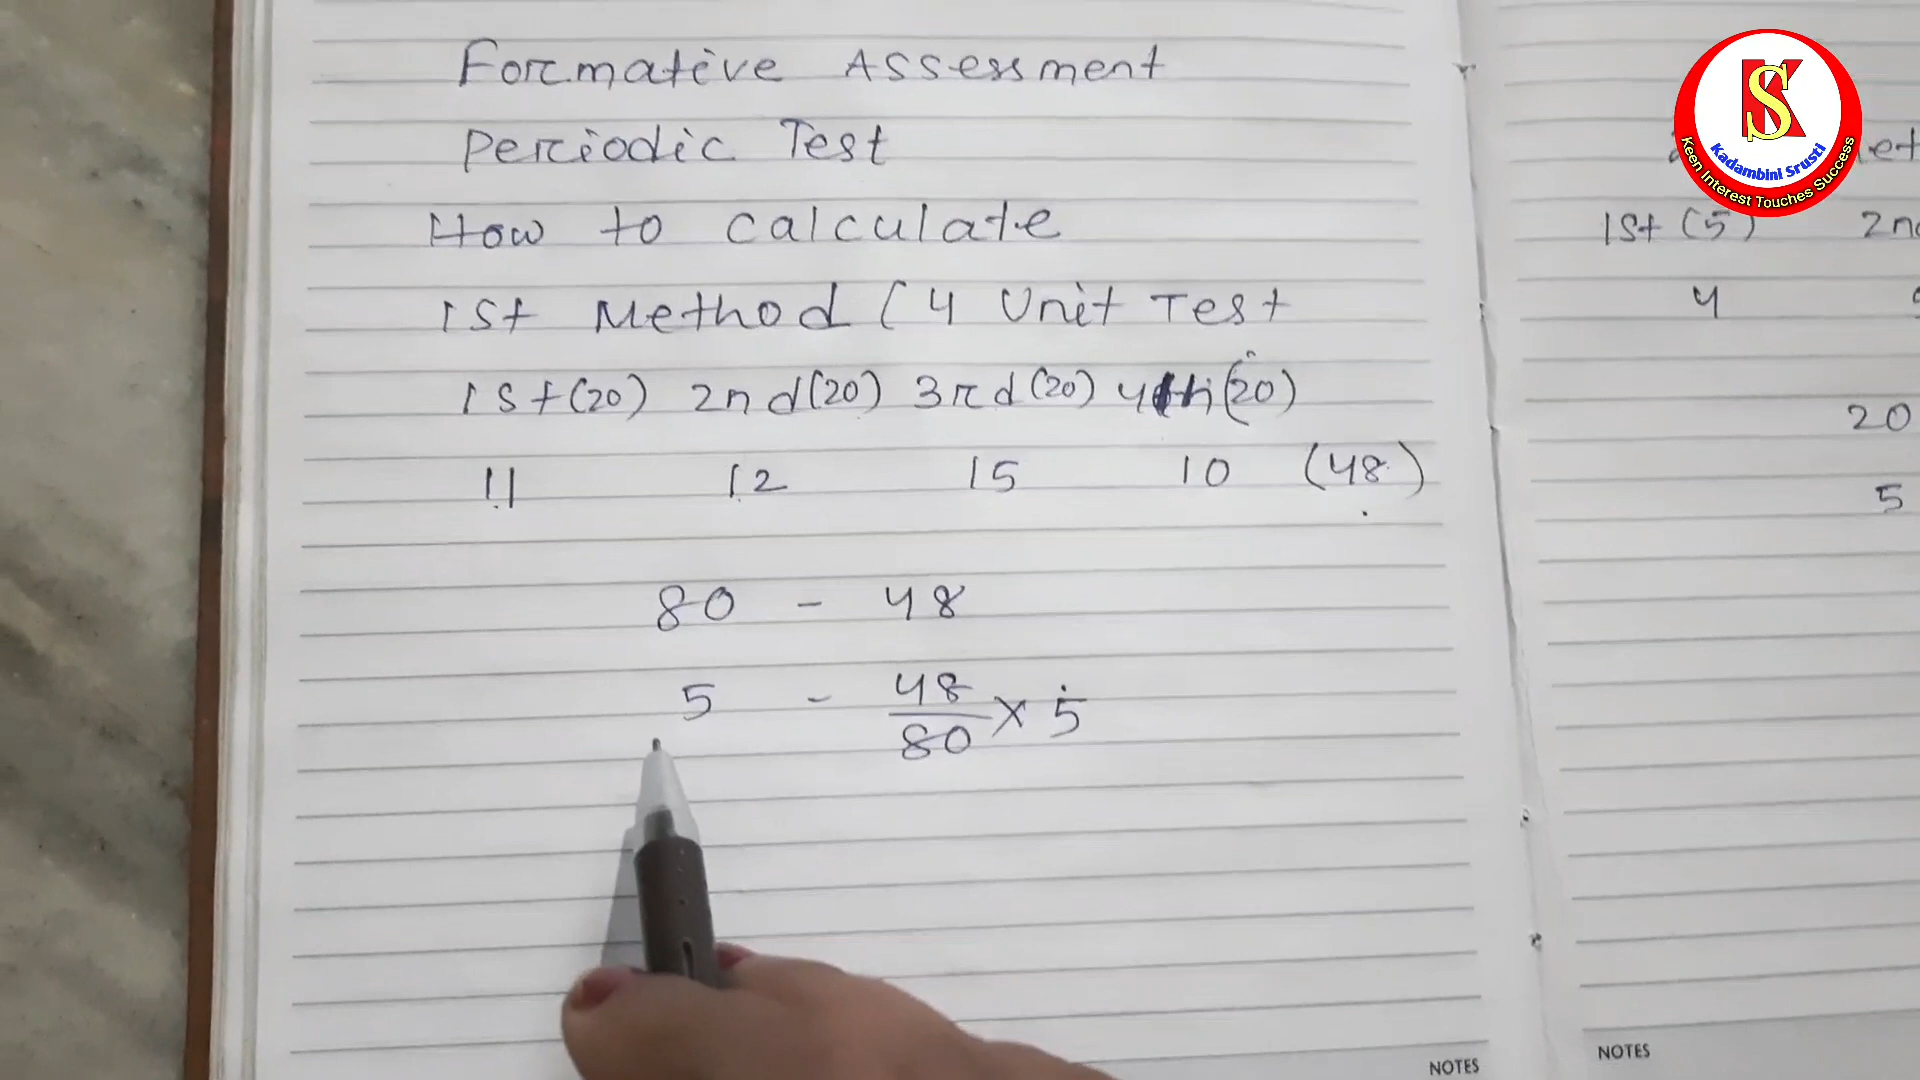 Formative Assessment
Periodic Test
How to calculate
1st Method (4 Unit Test
1st(20) 2nd(20) 3rd(20) 4th(20)
11 12 15 10 (48)
80 - 48
5 - 48/80 × 5
NOTES
SK
Kadambini Srusti
Keen Interest Touches Success
1st (5) 2nd
4
20
5
NOTES